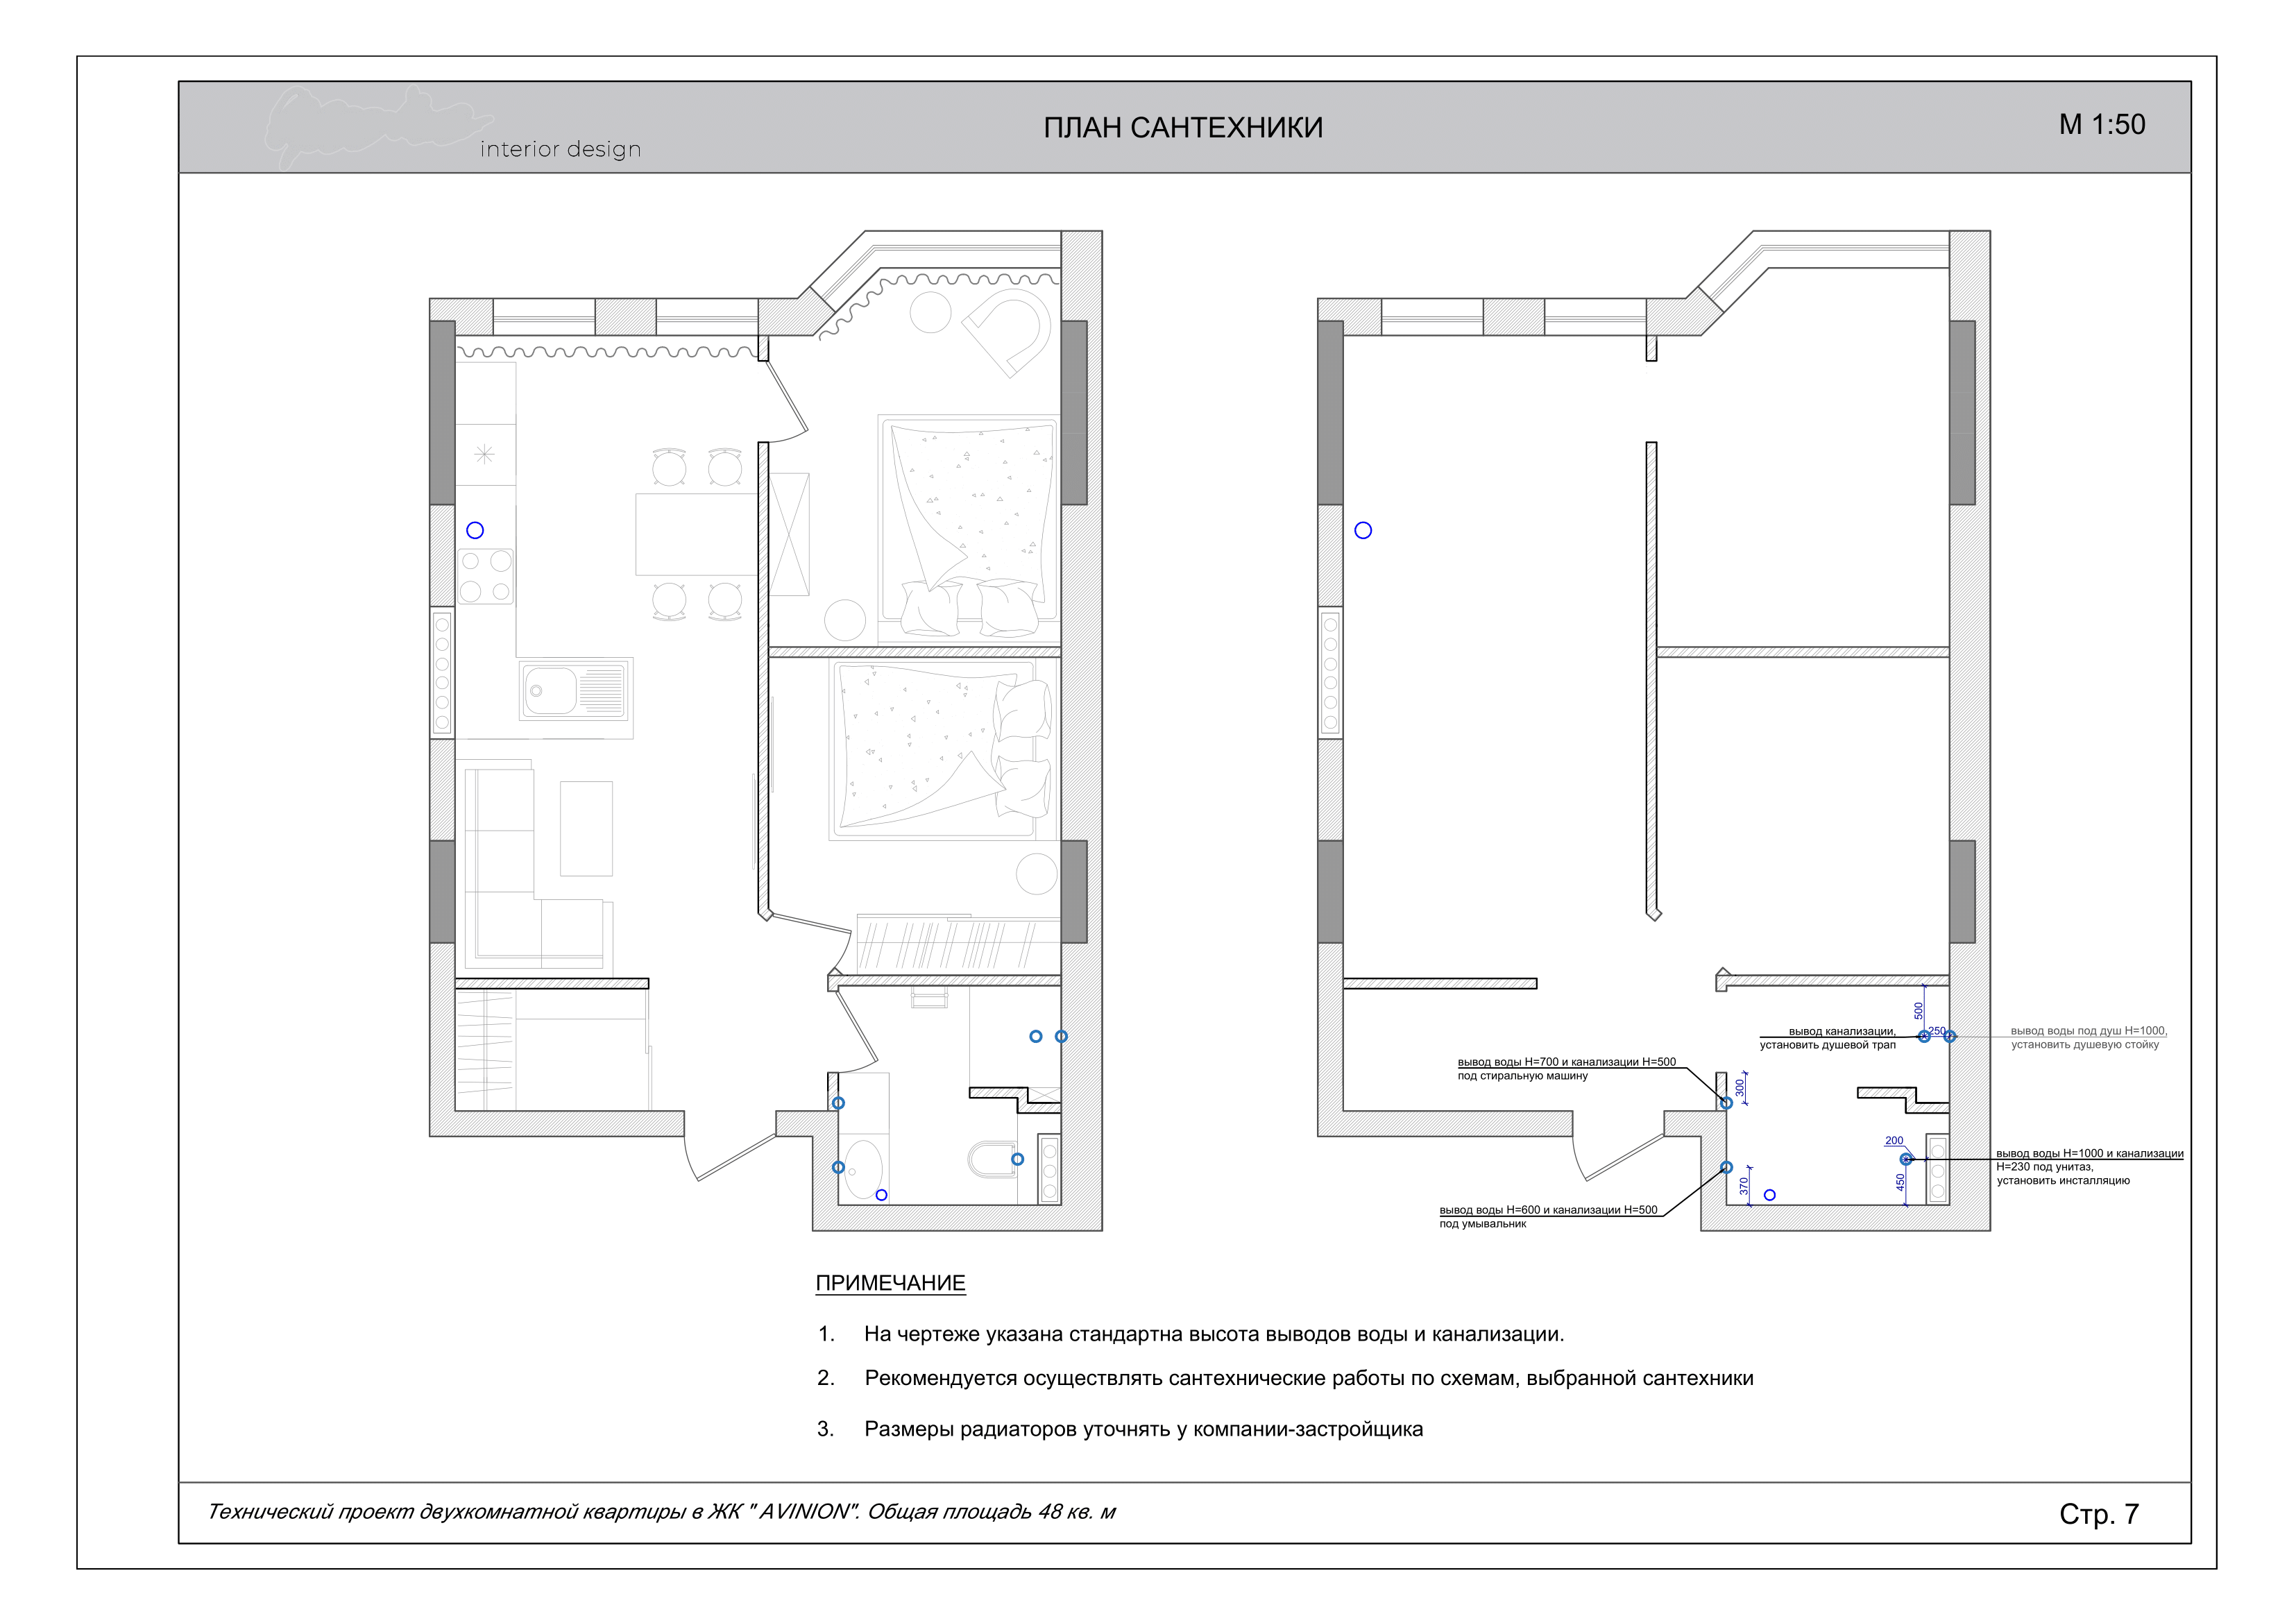 interior design
ПЛАН САНТЕХНИКИ
М 1:50
500
250
вывод канализации,
установить душевой трап
вывод воды под душ Н=1000,
установить душевую стойку
вывод воды Н=700 и канализации Н=500
под стиральную машину
300
200
вывод воды Н=1000 и канализации
Н=230 под унитаз,
установить инсталляцию
370
450
вывод воды Н=600 и канализации Н=500
под умывальник
ПРИМЕЧАНИЕ
1. На чертеже указана стандартна высота выводов воды и канализации.
2. Рекомендуется осуществлять сантехнические работы по схемам, выбранной сантехники
3. Размеры радиаторов уточнять у компании-застройщика
Технический проект двухкомнатной квартиры в ЖК " AVINION". Общая площадь 48 кв. м
Стр. 7